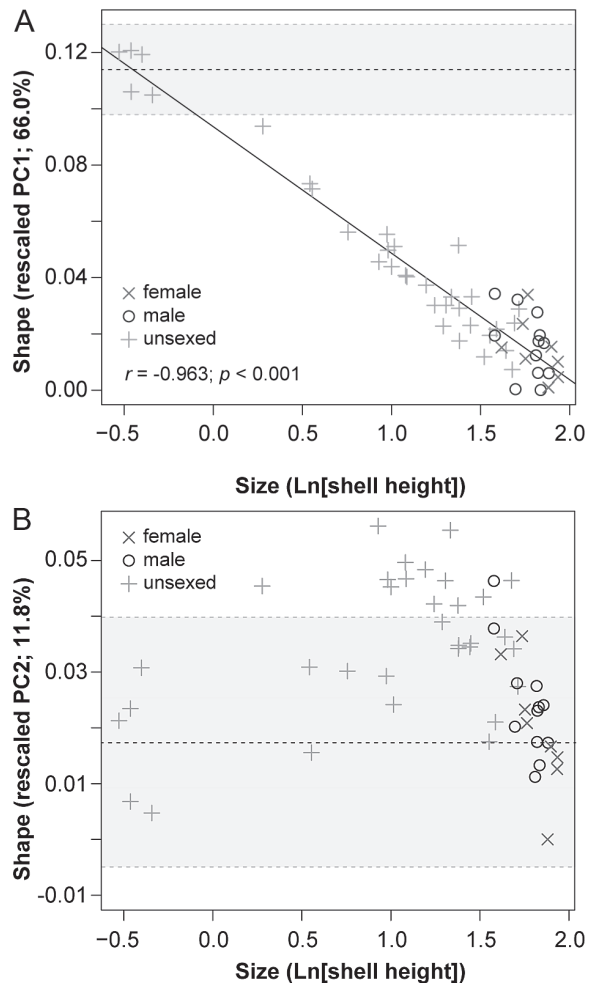 A
Shape (rescaled PC1; 66.0%)
0.12
0.08
0.04
0.00
female
male
unsexed
r = -0.963; p < 0.001
−0.5 0.0 0.5 1.0 1.5 2.0
Size (Ln[shell height])
B
Shape (rescaled PC2; 11.8%)
0.05
0.03
0.01
-0.01
female
male
unsexed
−0.5 0.0 0.5 1.0 1.5 2.0
Size (Ln[shell height])